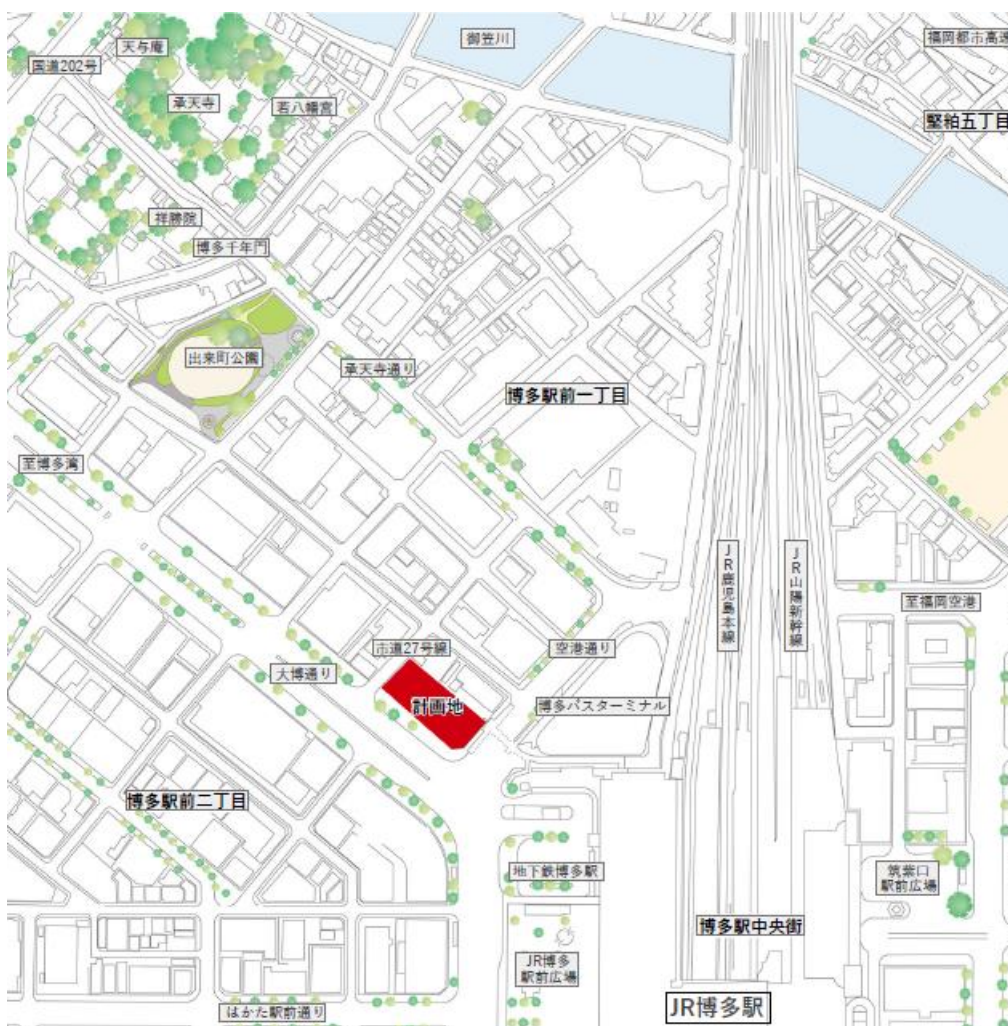 天与庵
御笠川
福岡都市高速
国道202号
承天寺
若八幡宮
堅粕五丁目
祥勝院
博多千年門
出来町公園
承天寺通り
博多駅前一丁目
至博多湾
JR鹿児島本線
JR山陽新幹線
至福岡空港
市道27号線
空港通り
大博通り
計画地
博多バスターミナル
博多駅前二丁目
地下鉄博多駅
筑紫口
駅前広場
博多駅中央街
JR博多
駅前広場
はかた駅前通り
JR博多駅